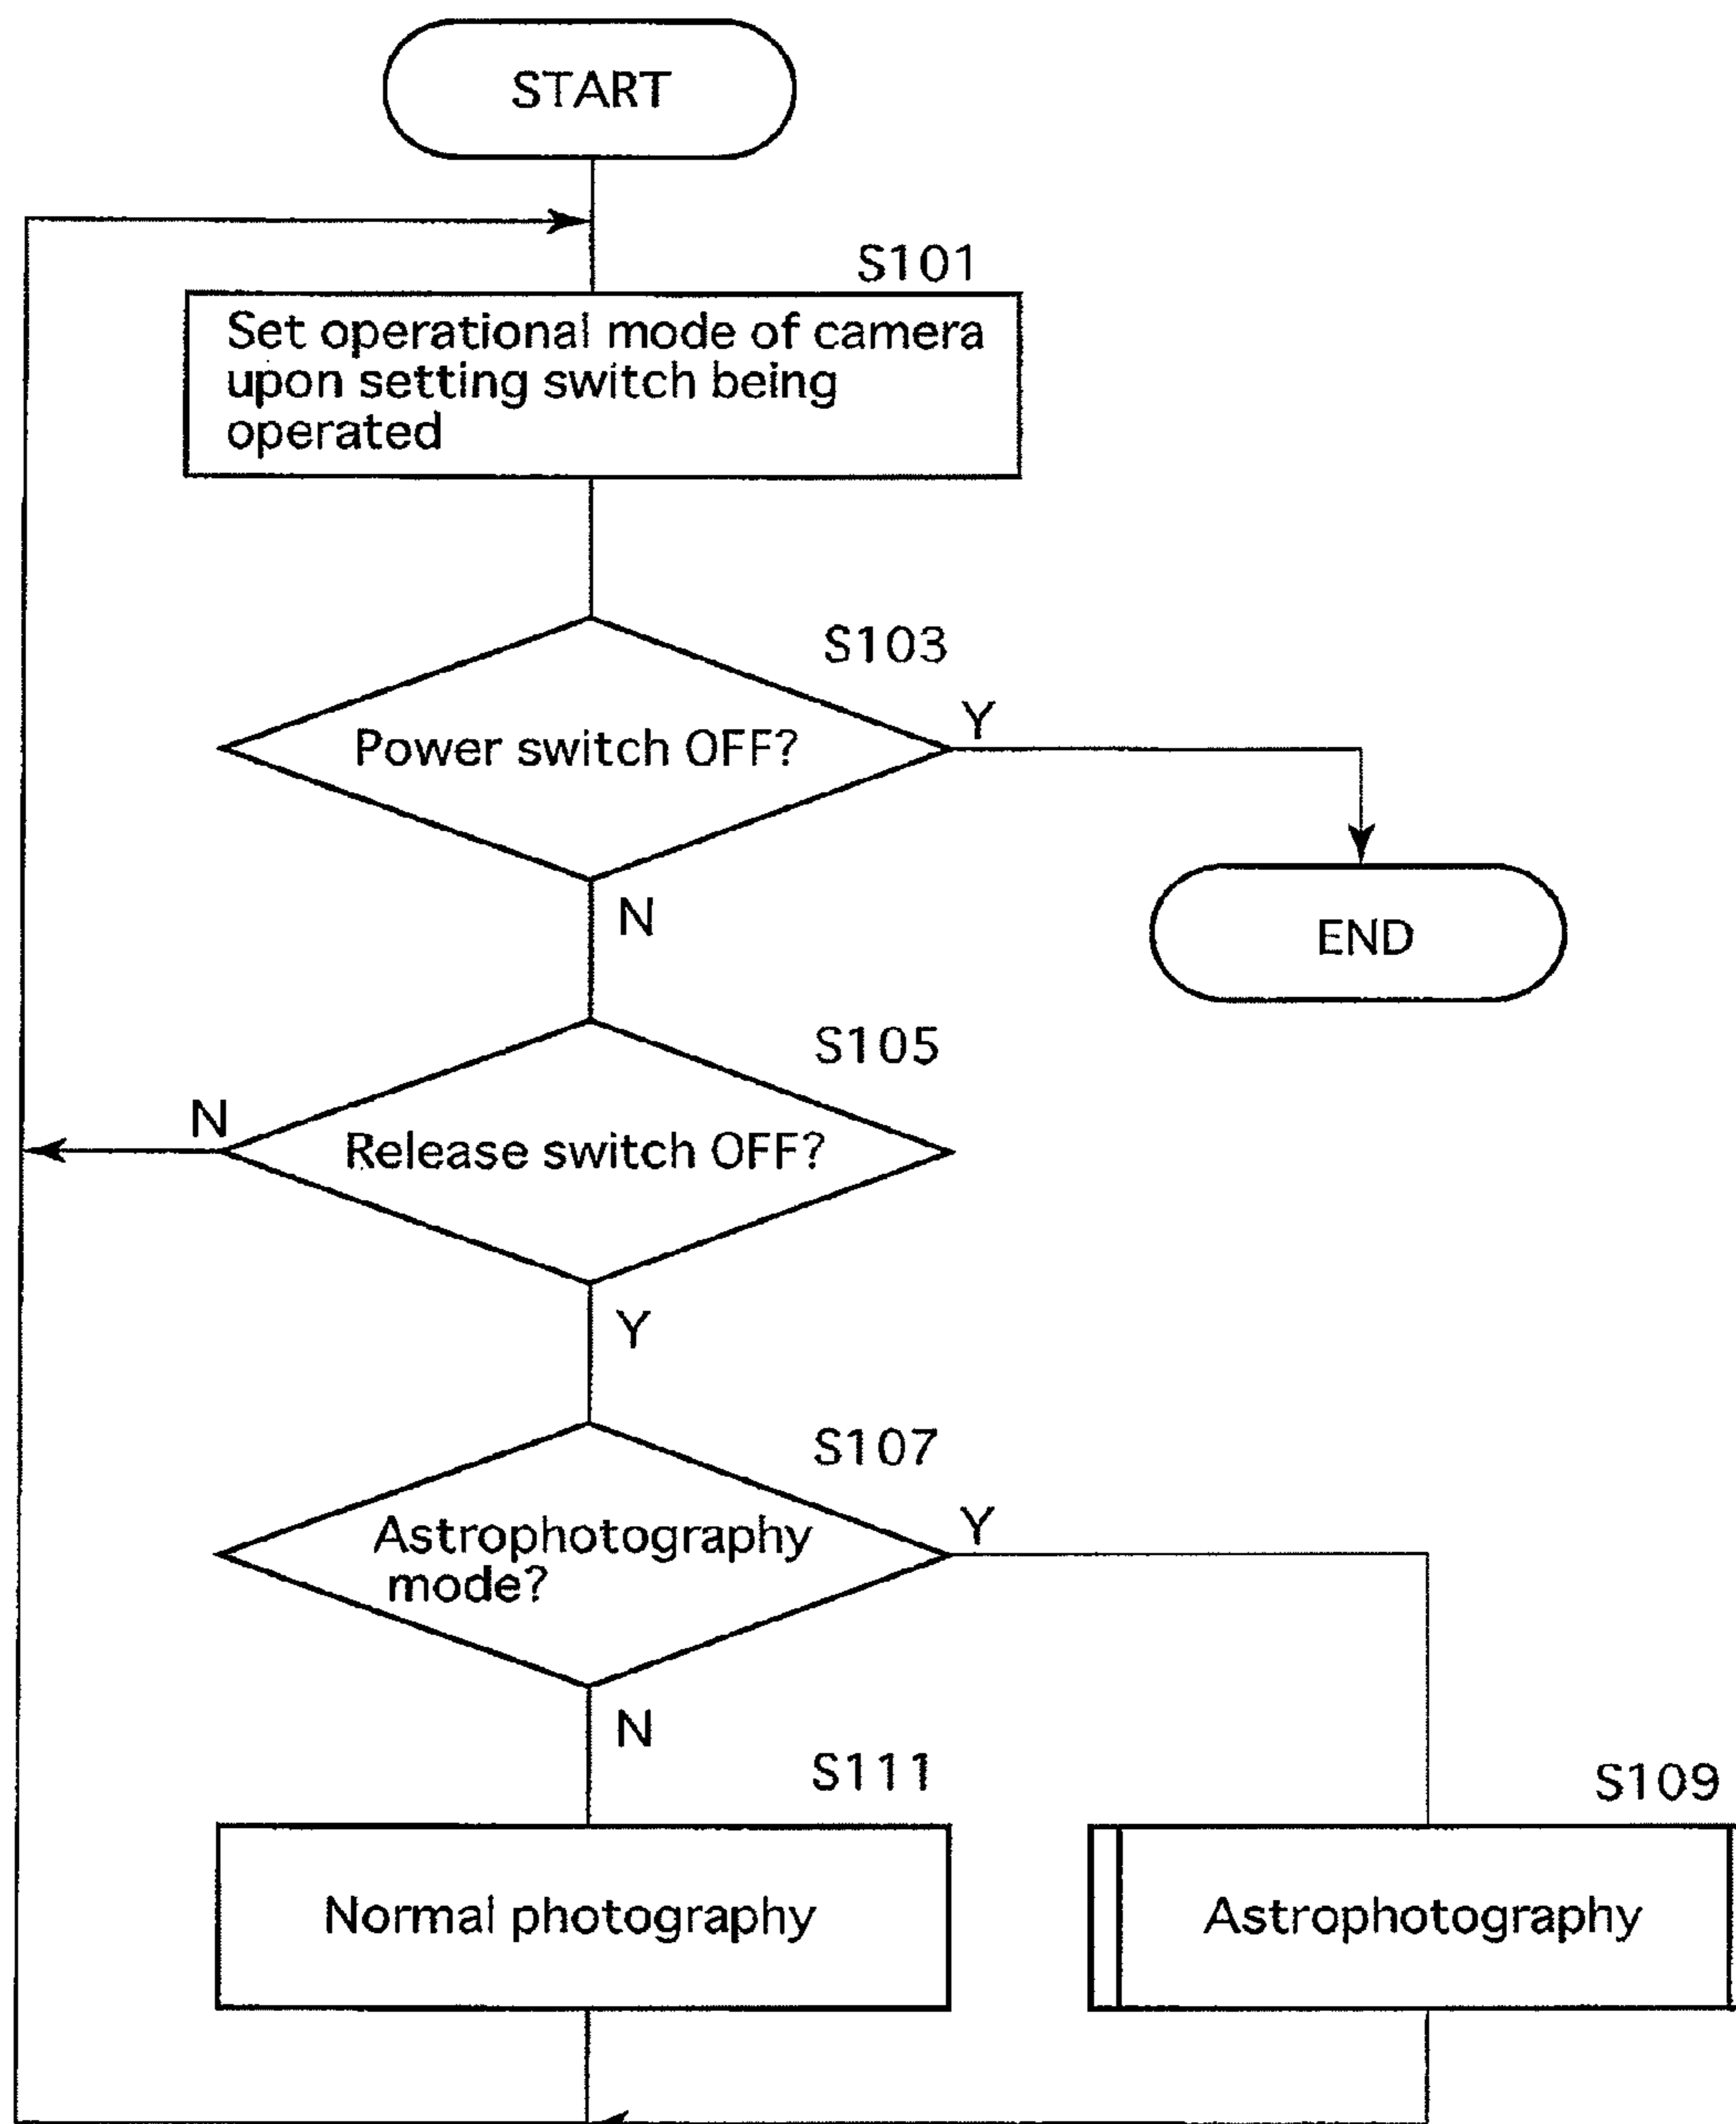 START
S101
Set operational mode of camera
upon setting switch being
operated
S103
Power switch OFF?
Y
N
END
S105
Release switch OFF?
N
Y
S107
Astrophotography
mode?
Y
N
S111
Normal photography
S109
Astrophotography